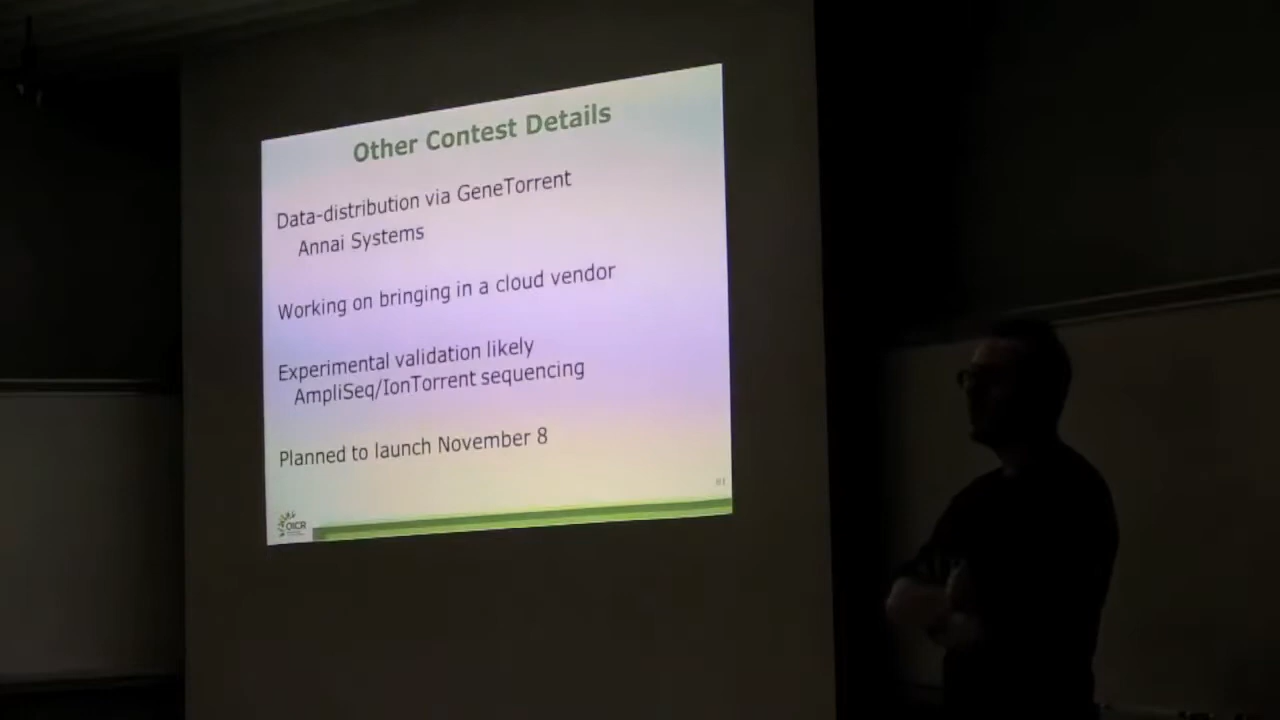 Other Contest Details
Data-distribution via GeneTorrent
Annai Systems
Working on bringing in a cloud vendor
Experimental validation likely
AmpliSeq/IonTorrent sequencing
Planned to launch November 8
OICR